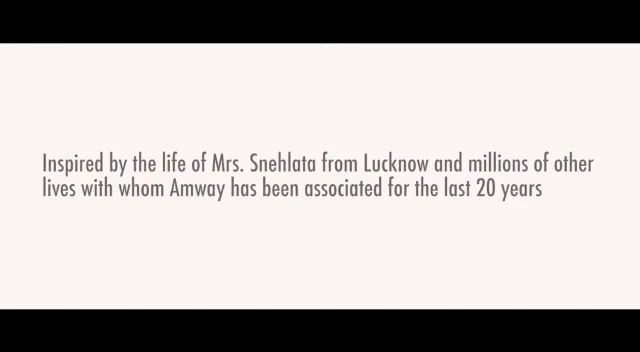 Inspired by the life of Mrs. Snehlata from Lucknow and millions of other
lives with whom Amway has been associated for the last 20 years